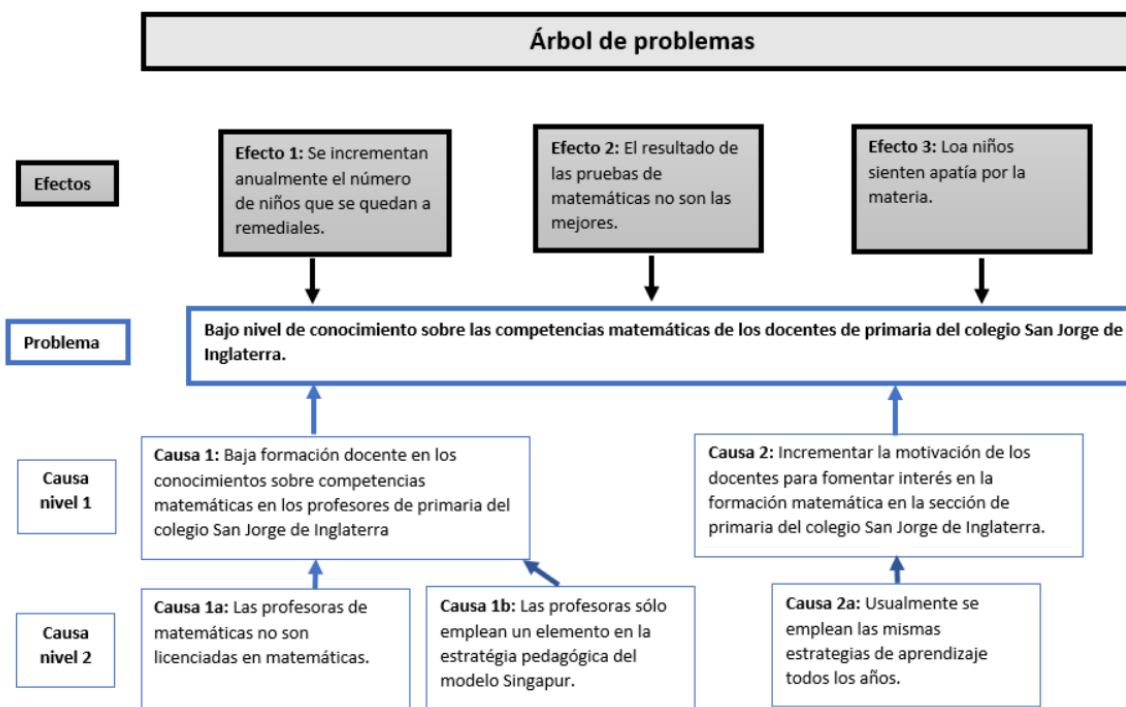 Árbol de problemas
Efectos
Efecto 1: Se incrementan
anualmente el número
de niños que se quedan a
remediales.
Efecto 2: El resultado de
las pruebas de
matemáticas no son las
mejores.
Efecto 3: Loa niños
sienten apatía por la
materia.
Problema
Bajo nivel de conocimiento sobre las competencias matemáticas de los docentes de primaria del colegio San Jorge de
Inglaterra.
Causa
nivel 1
Causa 1: Baja formación docente en los
conocimientos sobre competencias
matemáticas en los profesores de primaria del
colegio San Jorge de Inglaterra
Causa 2: Incrementar la motivación de los
docentes para fomentar interés en la
formación matemática en la sección de
primaria del colegio San Jorge de Inglaterra.
Causa
nivel 2
Causa 1a: Las profesoras de
matemáticas no son
licenciadas en matemáticas.
Causa 1b: Las profesoras sólo
emplean un elemento en la
estratégia pedagógica del
modelo Singapur.
Causa 2a: Usualmente se
emplean las mismas
estrategias de aprendizaje
todos los años.